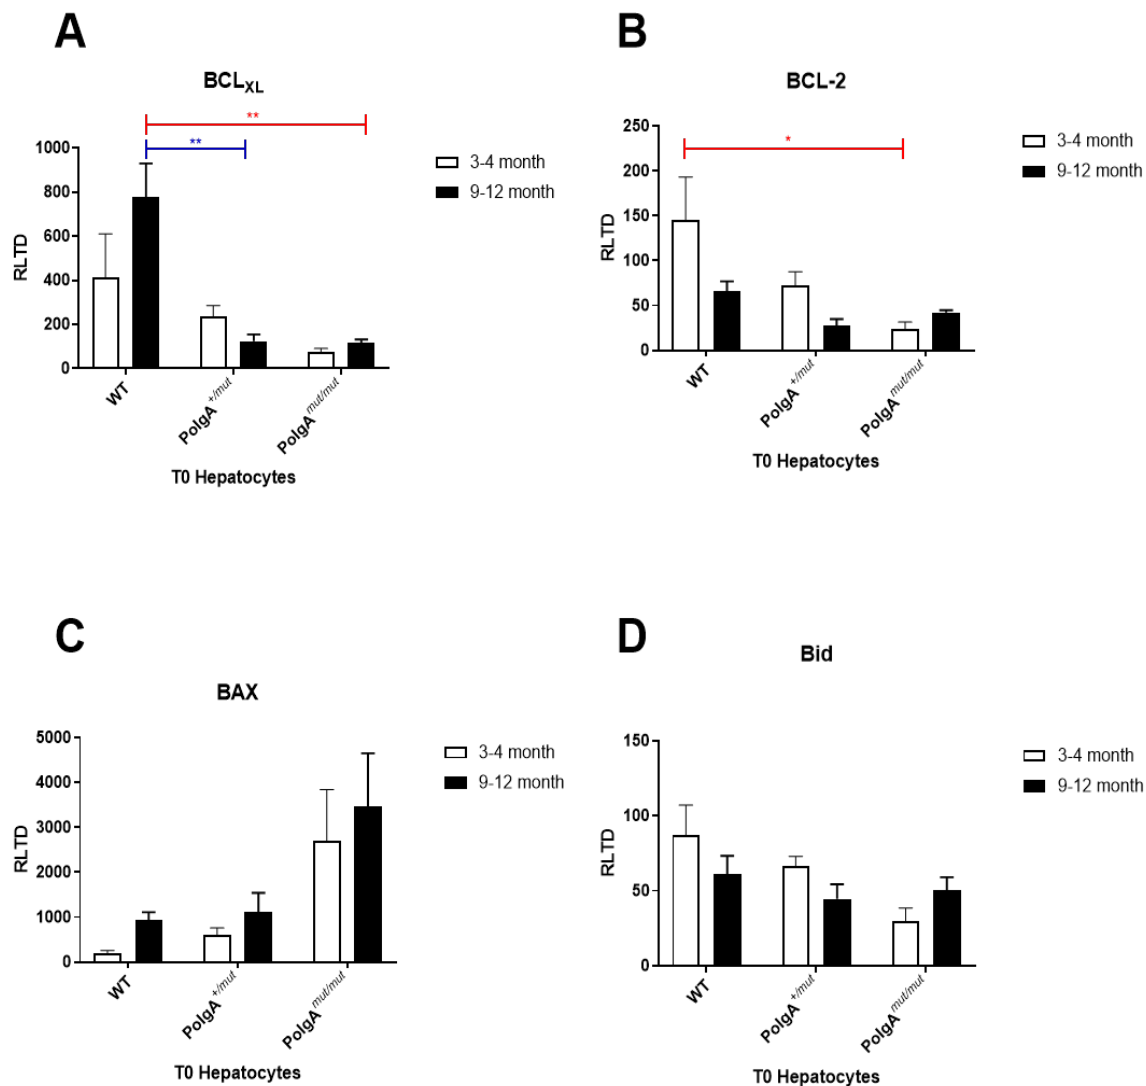 A
BCLXL
**
**
1000
800
600
400
200
0
RLTD
WT
PolgA+/mut
PolgAmut/mut
T0 Hepatocytes
3-4 month
9-12 month
B
BCL-2
*
250
200
150
100
50
0
RLTD
WT
PolgA+/mut
PolgAmut/mut
T0 Hepatocytes
3-4 month
9-12 month
C
BAX
5000
4000
3000
2000
1000
0
RLTD
WT
PolgA+/mut
PolgAmut/mut
T0 Hepatocytes
3-4 month
9-12 month
D
Bid
150
100
50
0
RLTD
WT
PolgA+/mut
PolgAmut/mut
T0 Hepatocytes
3-4 month
9-12 month